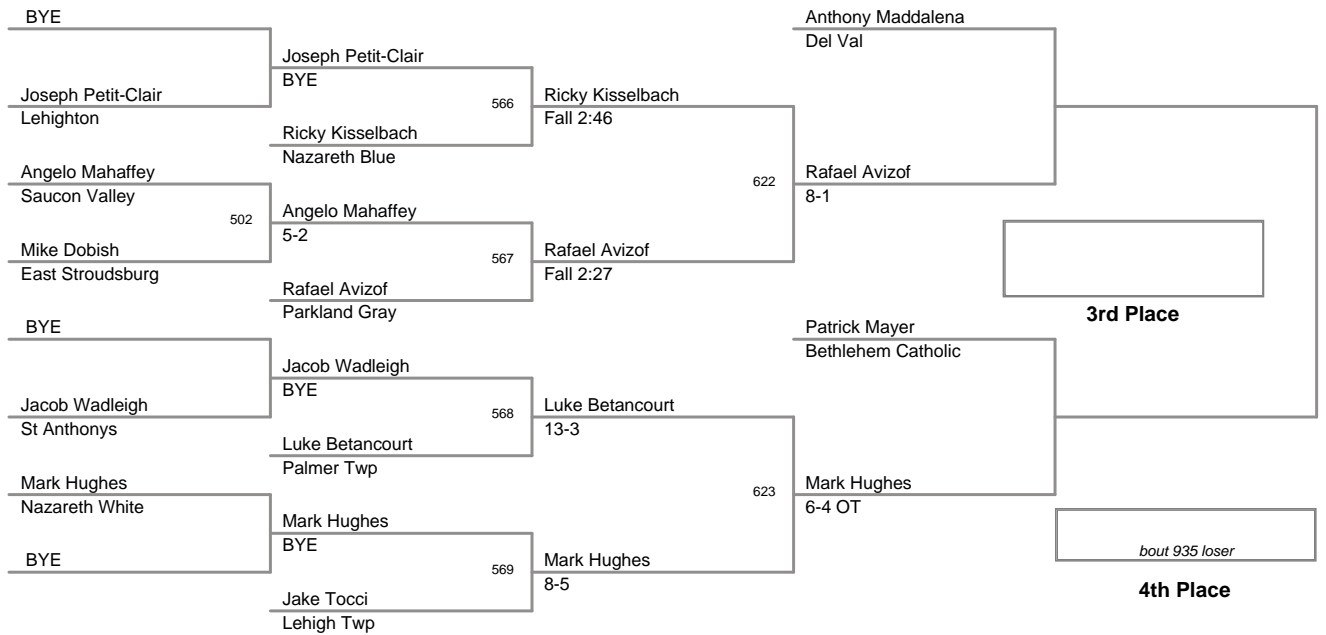 BYE
Joseph Petit-Clair
Lehighton
Angelo Mahaffey
Saucon Valley
502
Mike Dobish
East Stroudsburg
BYE
Jacob Wadleigh
St Anthonys
Mark Hughes
Nazareth White
BYE
Joseph Petit-Clair
BYE
566
Ricky Kisselbach
Nazareth Blue
Angelo Mahaffey
5-2
567
Rafael Avizof
Parkland Gray
Jacob Wadleigh
BYE
568
Luke Betancourt
Palmer Twp
Mark Hughes
BYE
569
Jake Tocci
Lehigh Twp
Ricky Kisselbach
Fall 2:46
622
Rafael Avizof
Fall 2:27
Luke Betancourt
13-3
623
Mark Hughes
8-5
Anthony Maddalena
Del Val
Rafael Avizof
8-1
Patrick Mayer
Bethlehem Catholic
Mark Hughes
6-4 OT
3rd Place
bout 935 loser
4th Place